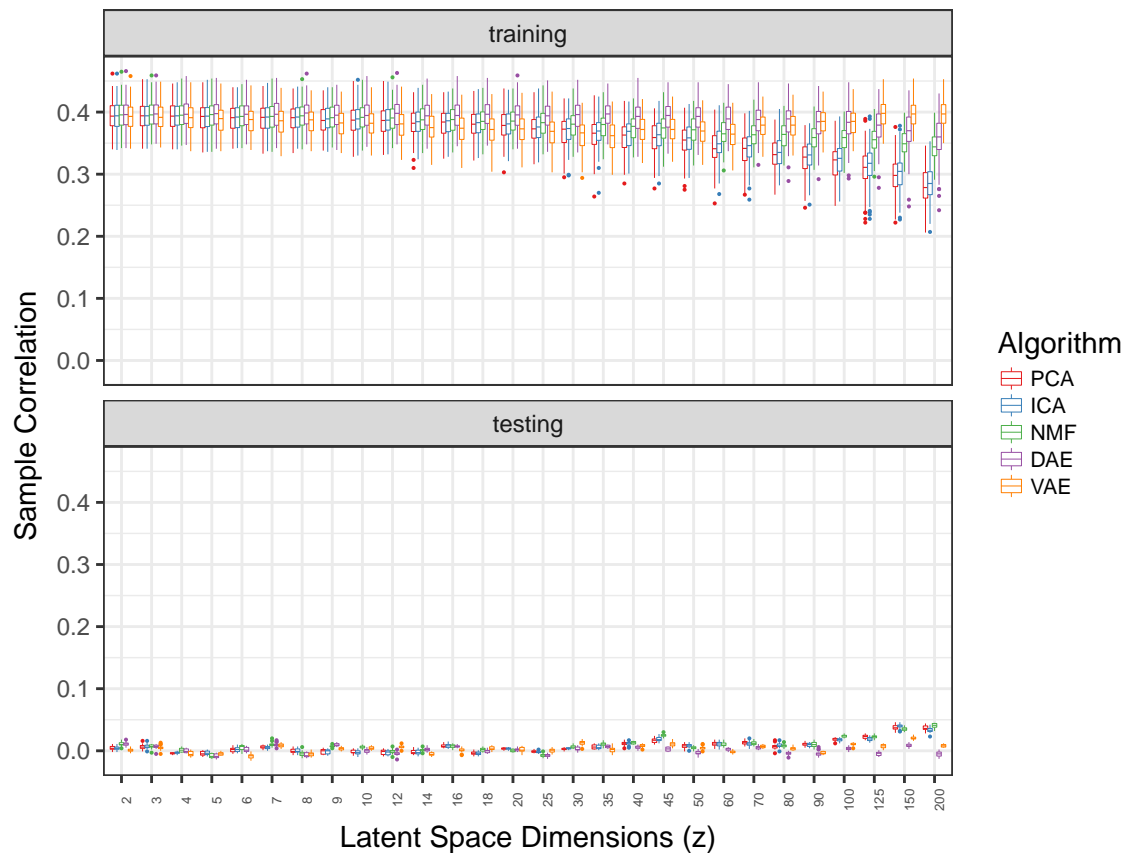 training
0.4
0.3
0.2
0.1
0.0
testing
0.4
0.3
0.2
0.1
0.0
Sample Correlation
2 3 4 5 6 7 8 9 10 12 14 16 18 20 25 30 35 40 45 50 60 70 80 90 100 125 150 200
Latent Space Dimensions (z)
Algorithm
PCA
ICA
NMF
DAE
VAE